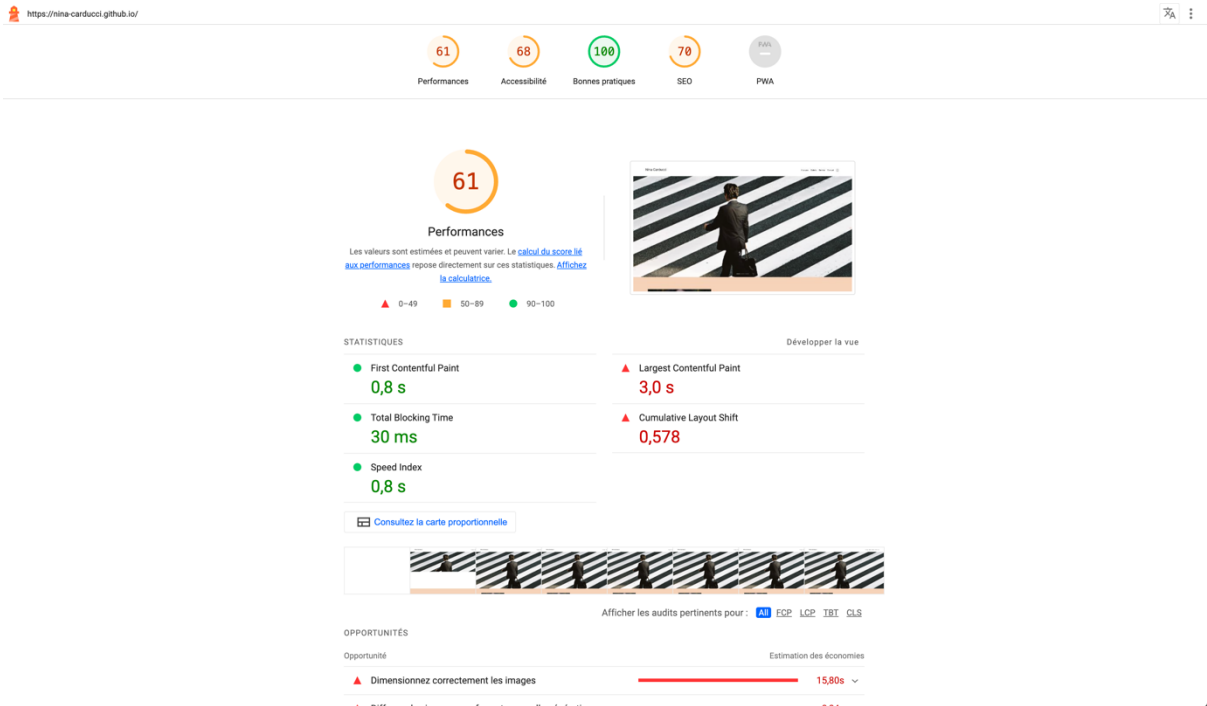 https://nina-carducci.github.io/
61
68
100
70
PWA
Performances
Accessibilité
Bonnes pratiques
SEO
PWA
61
Performances
Les valeurs sont estimées et peuvent varier. Le calcul du score lié
aux performances repose directement sur ces statistiques. Affichez
la calculatrice.
0–49
50–89
90–100
Nina Carducci
STATISTIQUES
Développer la vue
First Contentful Paint
0,8 s
Largest Contentful Paint
3,0 s
Total Blocking Time
30 ms
Cumulative Layout Shift
0,578
Speed Index
0,8 s
Consultez la carte proportionnelle
Afficher les audits pertinents pour : All FCP LCP TBT CLS
OPPORTUNITÉS
Opportunité
Estimation des économies
Dimensionnez correctement les images
15,80s